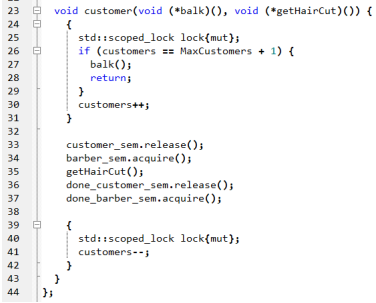 23 void customer(void (*balk)(), void (*getHairCut)()) {
24 {
25 std::scoped_lock lock{mut};
26 if (customers == MaxCustomers + 1) {
27 balk();
28 return;
29 }
30 customers++;
31 }
32
33 customer_sem.release();
34 barber_sem.acquire();
35 getHairCut();
36 done_customer_sem.release();
37 done_barber_sem.acquire();
38
39 {
40 std::scoped_lock lock{mut};
41 customers--;
42 }
43 }
44 };